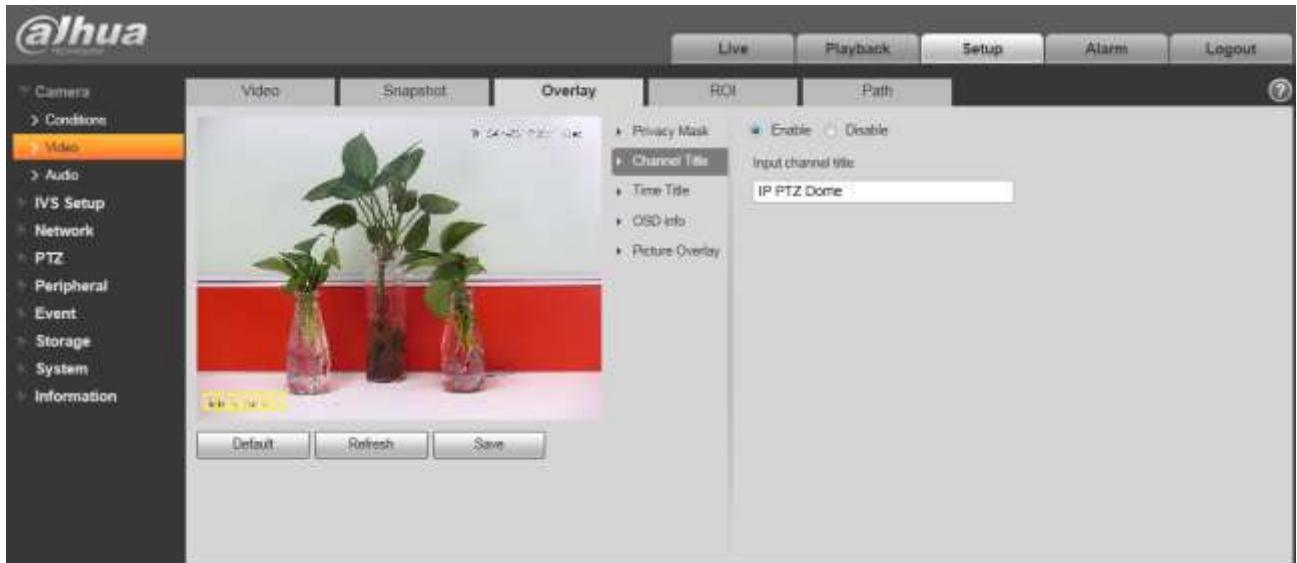 alhua
TECHNOLOGY
Live Playback Setup Alarm Logout
Camera
Conditions
Video
Audio
IVS Setup
Network
PTZ
Peripheral
Event
Storage
System
Information
Video Snapshot Overlay ROI Path
Default Refresh Save
Privacy Mask
Channel Title
Time Title
OSD info
Picture Overlay
Enable Disable
Input channel title
IP PTZ Dome